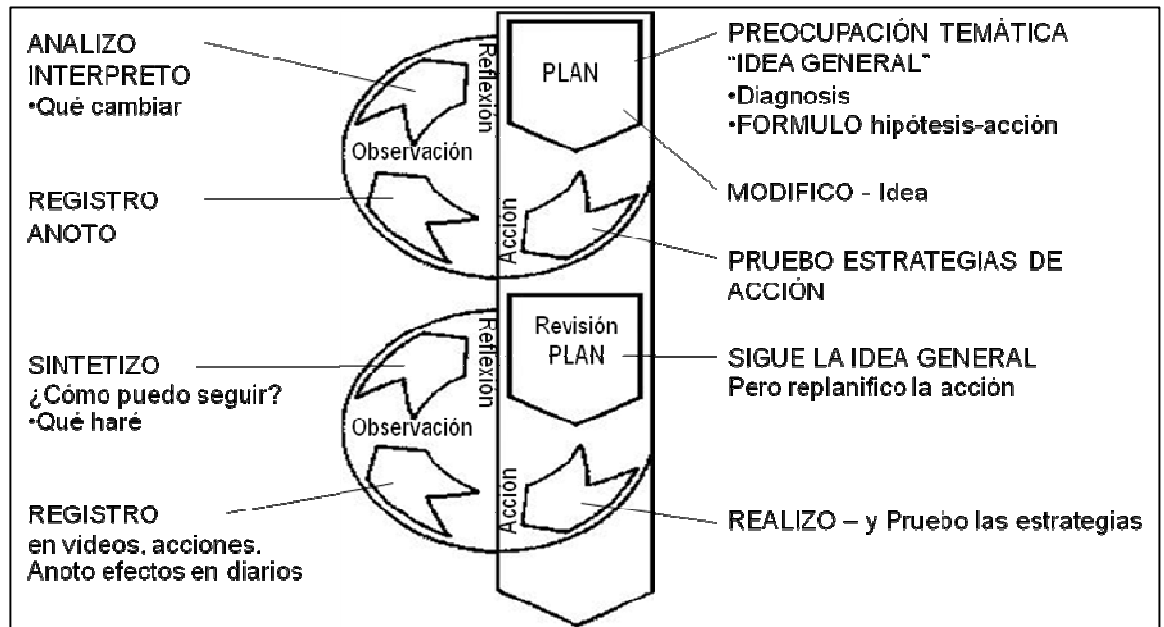 ANALIZO
INTERPRETO
•Qué cambiar
REGISTRO
ANOTO
Reflexión
Observación
Acción
PLAN
PREOCUPACIÓN TEMÁTICA
“IDEA GENERAL”
•Diagnosis
•FORMULO hipótesis-acción
MODIFICO - Idea
PRUEBO ESTRATEGIAS DE
ACCIÓN
SINTETIZO
¿Cómo puedo seguir?
•Qué haré
REGISTRO
en videos, acciones.
Anoto efectos en diarios
Reflexión
Observación
Acción
Revisión
PLAN
SIGUE LA IDEA GENERAL
Pero replanifico la acción
REALIZO – y Pruebo las estrategias